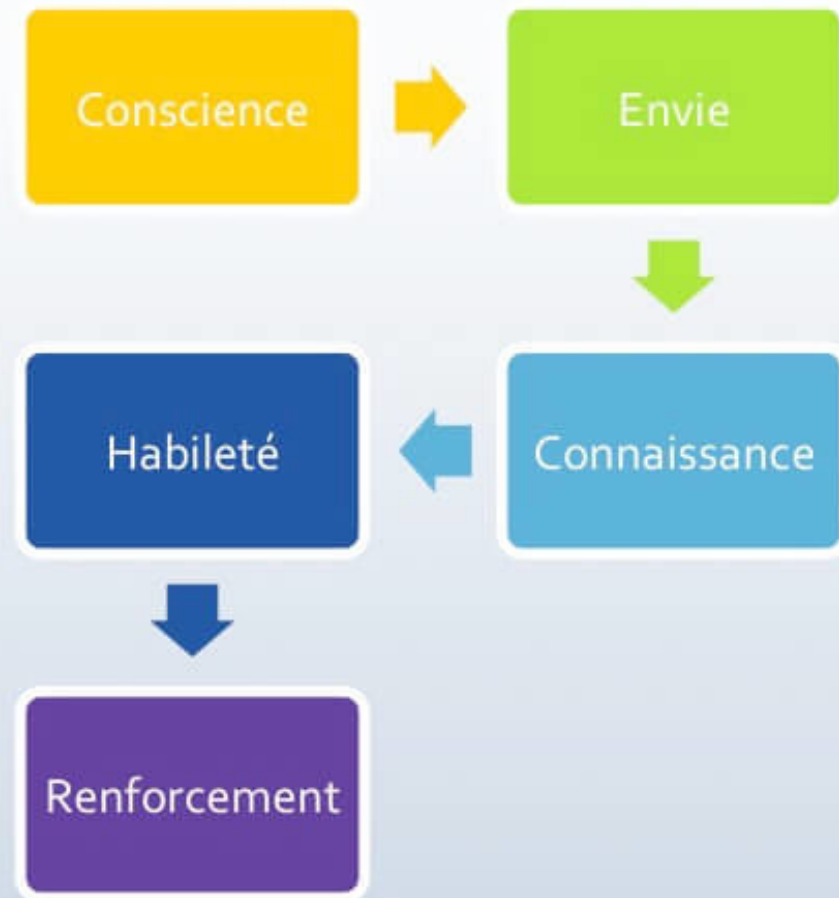 Conscience
Envie
Connaissance
Habileté
Renforcement